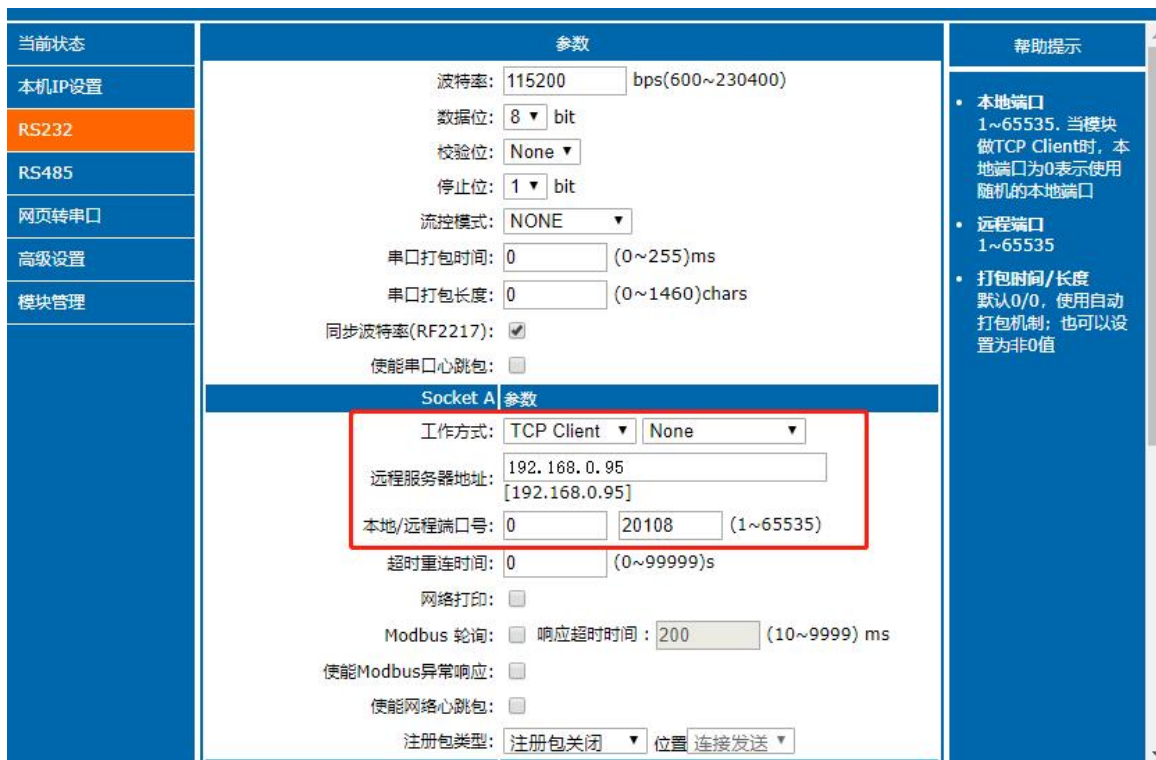 当前状态
本机IP设置
RS232
RS485
网页转串口
高级设置
模块管理
参数
波特率: 115200 bps(600~230400)
数据位: 8 bit
校验位: None
停止位: 1 bit
流控模式: NONE
串口打包时间: 0 (0~255)ms
串口打包长度: 0 (0~1460)chars
同步波特率(RF2217):
使能串口心跳包:
Socket A 参数
工作方式: TCP Client None
远程服务器地址: 192.168.0.95
[192.168.0.95]
本地/远程端口号: 0 20108 (1~65535)
超时重连时间: 0 (0~99999)s
网络打印:
Modbus 轮询: 响应超时时间 : 200 (10~9999) ms
使能Modbus异常响应:
使能网络心跳包:
注册包类型: 注册包关闭 位置 连接发送
帮助提示
• 本地端口
1~65535. 当模块
做TCP Client时，本
地端口为0表示使用
随机的本地端口
• 远程端口
1~65535
• 打包时间/长度
默认0/0，使用自动
打包机制；也可以设
置为非0值